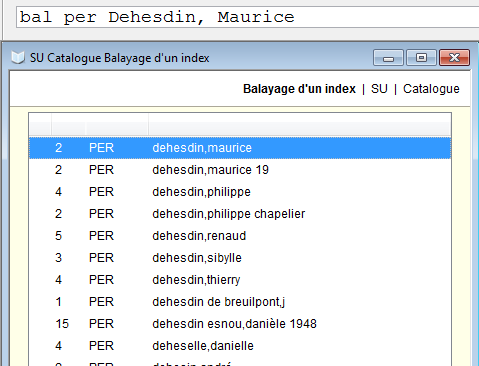 bal per Dehesdin, Maurice
SU Catalogue Balayage d'un index
Balayage d'un index | SU | Catalogue
2 PER dehesdin,maurice
2 PER dehesdin,maurice 19
4 PER dehesdin,philippe
2 PER dehesdin,philippe chapelier
5 PER dehesdin,renaud
3 PER dehesdin,sibylle
4 PER dehesdin,thierry
1 PER dehesdin de breuilpont,j
15 PER dehesdin esnou,danièle 1948
4 PER deheselle,danielle